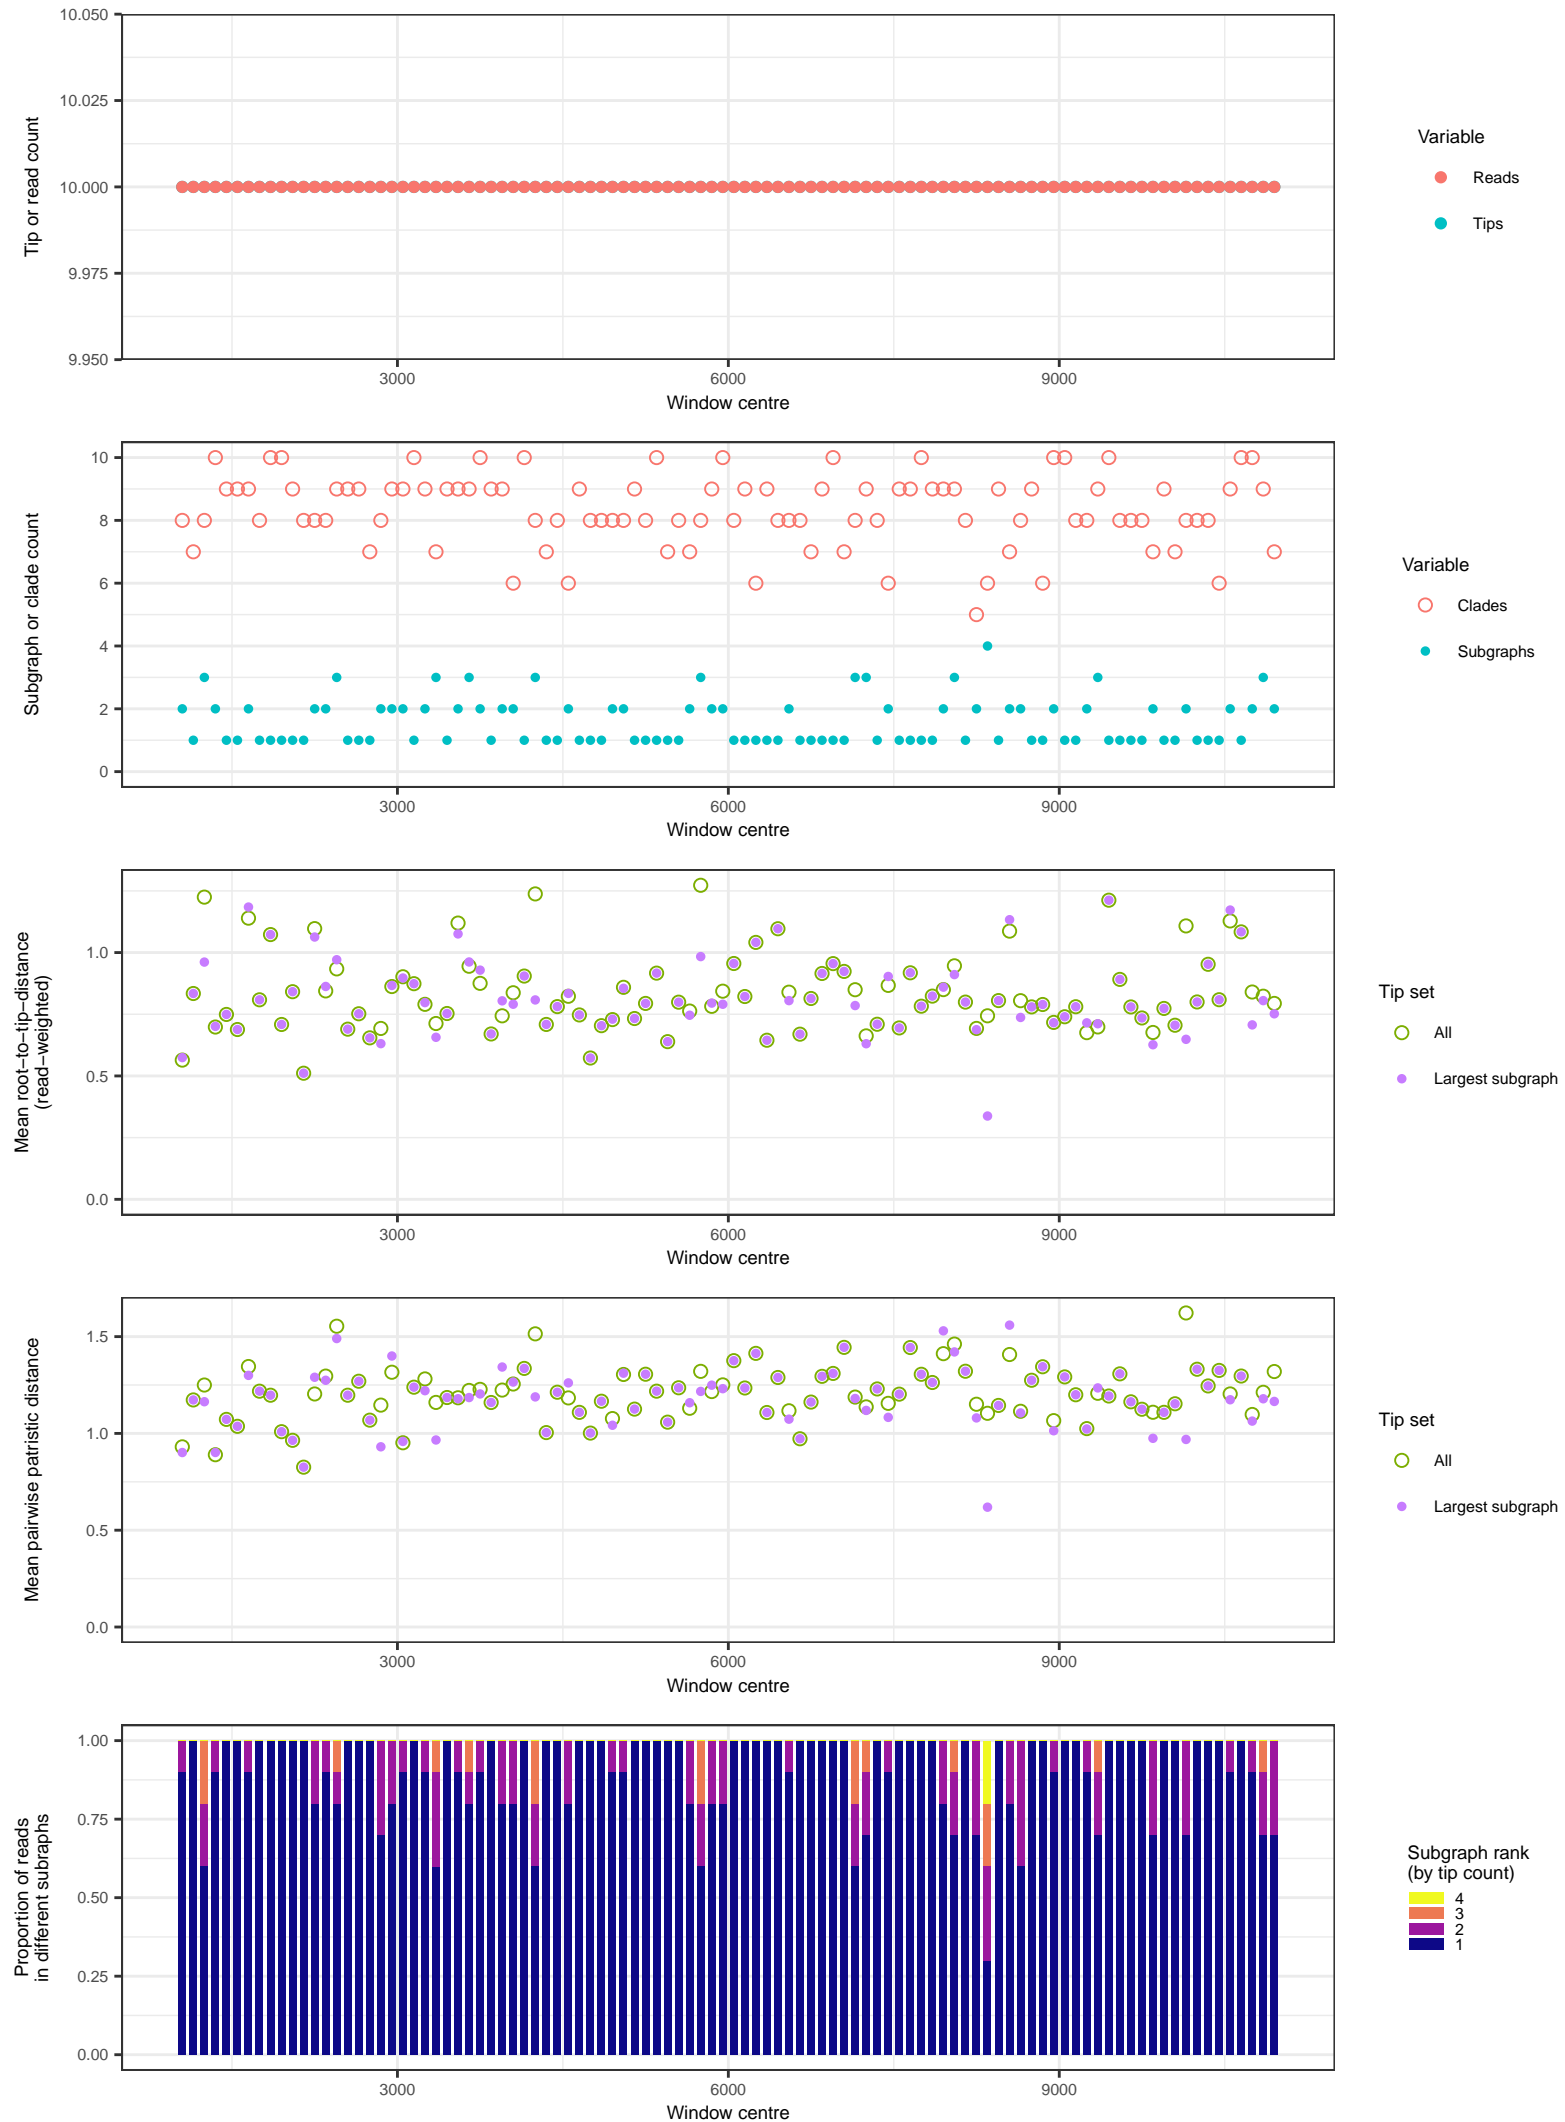 10.050
10.025
10.000
9.975
9.950
Tip or read count
3000
6000
9000
Window centre
Variable
Reads
Tips
10
8
6
4
2
0
Subgraph or clade count
3000
6000
9000
Window centre
Variable
Clades
Subgraphs
1.0
0.5
0.0
Mean root−to−tip−distance
(read−weighted)
3000
6000
9000
Window centre
Tip set
All
Largest subgraph
1.5
1.0
0.5
0.0
Mean pairwise patristic distance
3000
6000
9000
Window centre
Tip set
All
Largest subgraph
1.00
0.75
0.50
0.25
0.00
Proportion of reads
in different subraphs
3000
6000
9000
Window centre
Subgraph rank
(by tip count)
4
3
2
1